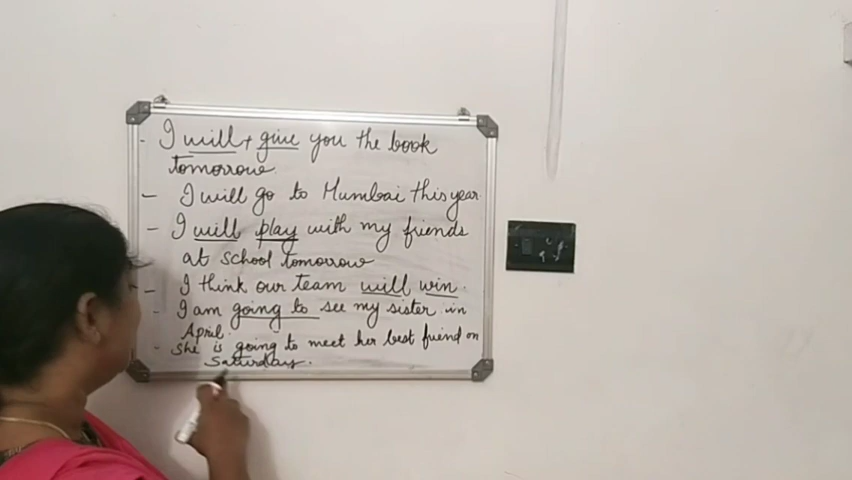 - I will + give you the book
tomorrow.
- I will go to Mumbai this year.
- I will play with my friends
at school tomorrow
- I think our team will win.
- I am going to see my sister in
April.
- She is going to meet her best friend on
Saturday.